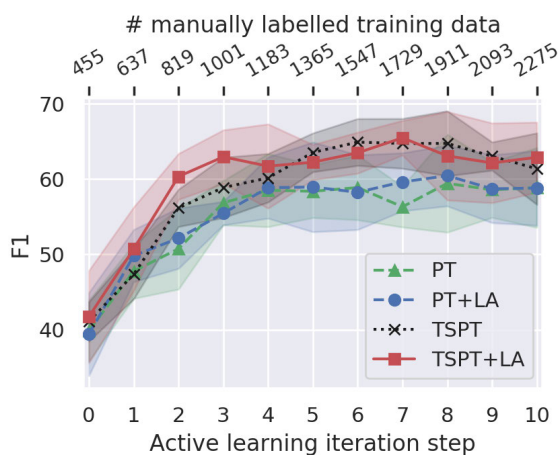 # manually labelled training data
455 637 819 1001 1183 1365 1547 1729 1911 2093 2275
70
60
50
40
F1
PT
PT+LA
TSPT
TSPT+LA
0 1 2 3 4 5 6 7 8 9 10
Active learning iteration step